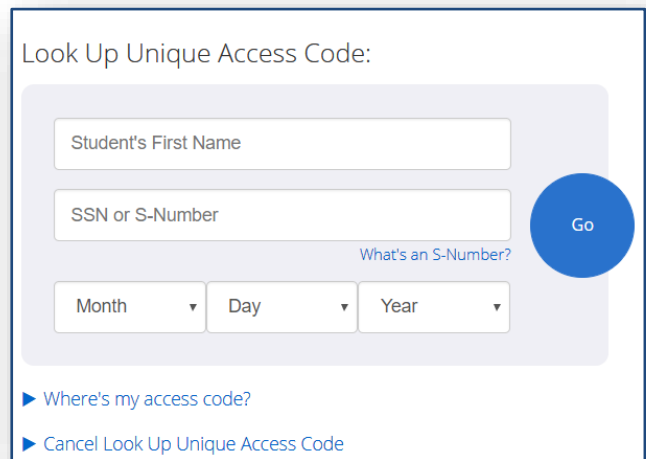 Look Up Unique Access Code:
Student's First Name
SSN or S-Number
Go
What's an S-Number?
Month Day Year
Where's my access code?
Cancel Look Up Unique Access Code